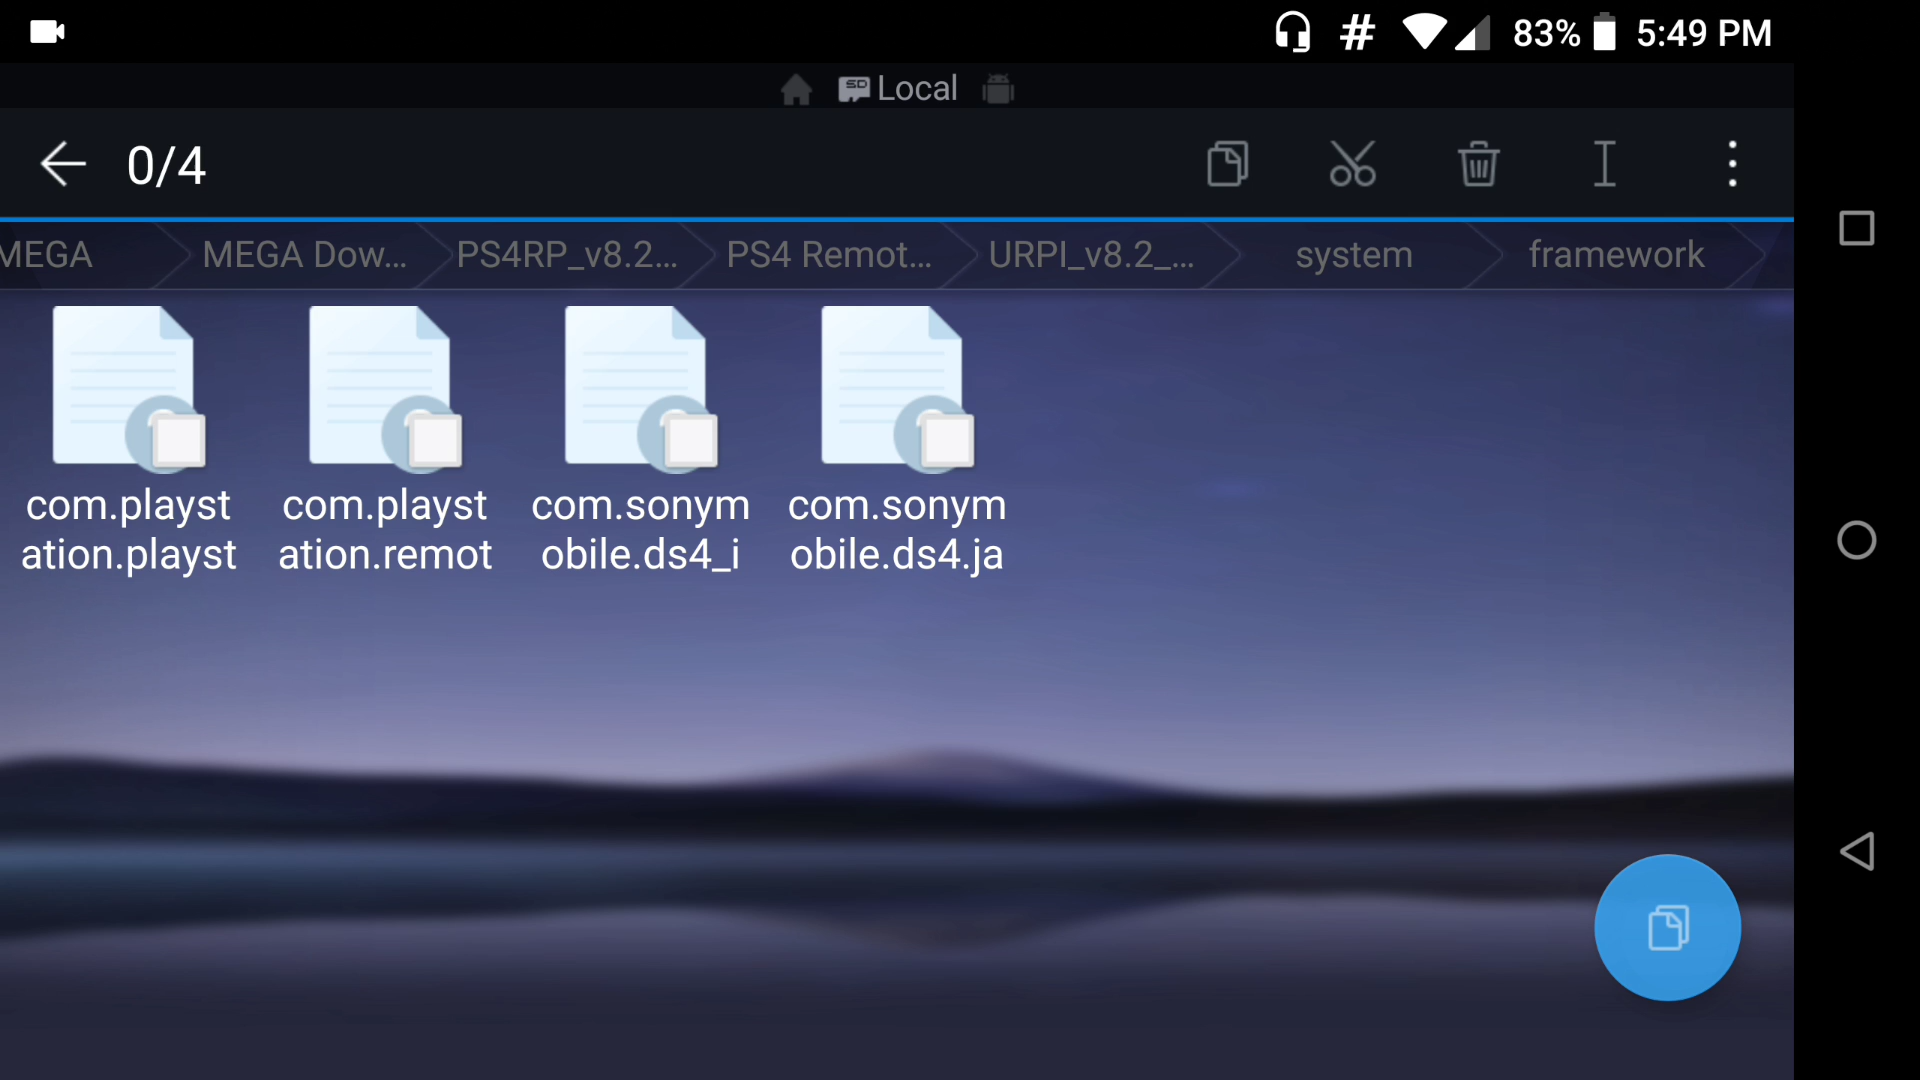 83% 5:49 PM
SD Local
0/4
MEGA
MEGA Dow...
PS4RP_v8.2...
PS4 Remot...
URPI_v8.2_...
system
framework
com.playst
ation.playst
com.playst
ation.remot
com.sonym
obile.ds4_i
com.sonym
obile.ds4.ja